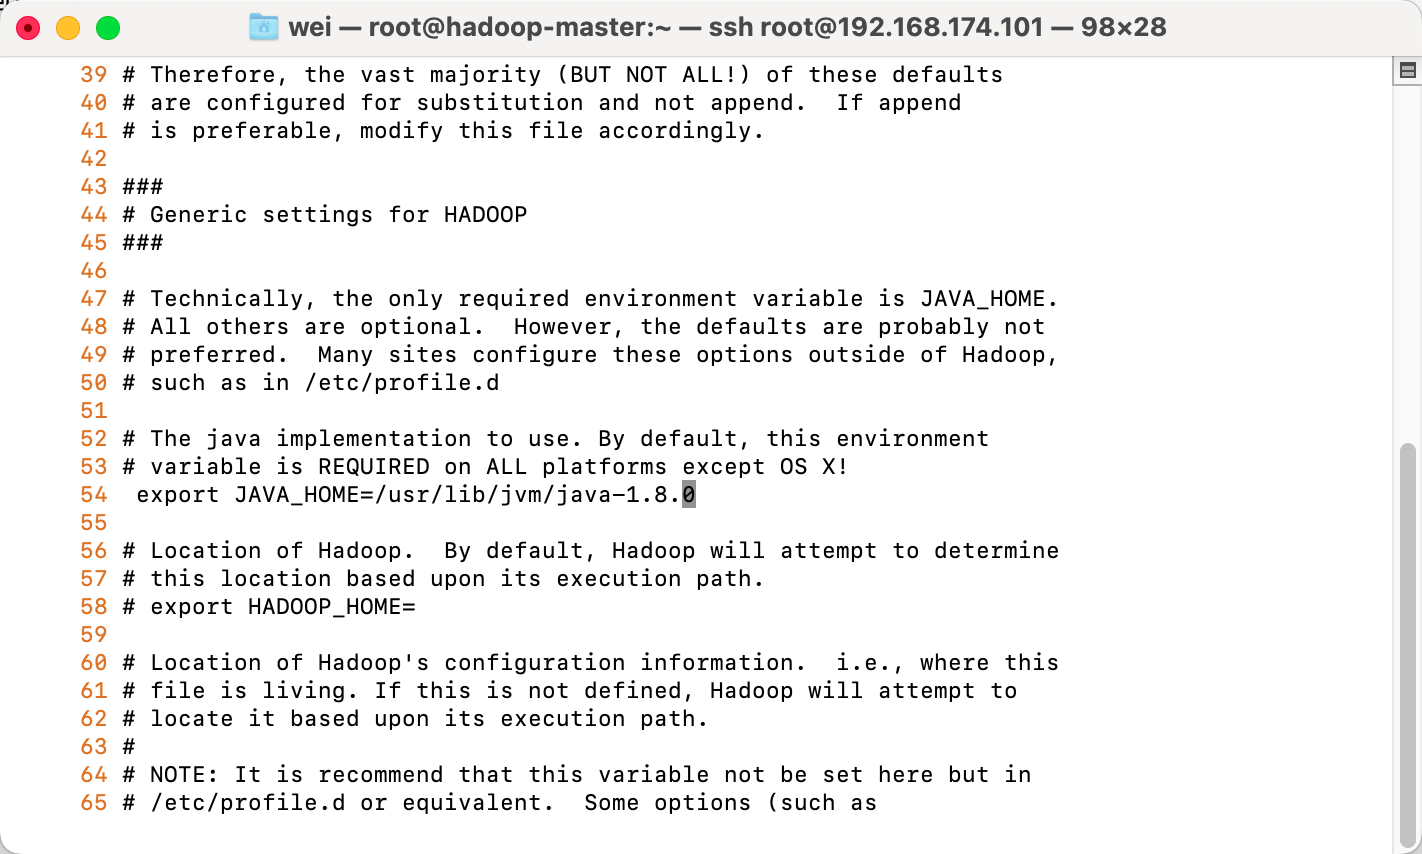 wei — root@hadoop-master:~ — ssh root@192.168.174.101 — 98×28
39 # Therefore, the vast majority (BUT NOT ALL!) of these defaults
40 # are configured for substitution and not append.  If append
41 # is preferable, modify this file accordingly.
42
43 ###
44 # Generic settings for HADOOP
45 ###
46
47 # Technically, the only required environment variable is JAVA_HOME.
48 # All others are optional.  However, the defaults are probably not
49 # preferred.  Many sites configure these options outside of Hadoop,
50 # such as in /etc/profile.d
51
52 # The java implementation to use. By default, this environment
53 # variable is REQUIRED on ALL platforms except OS X!
54  export JAVA_HOME=/usr/lib/jvm/java-1.8.0
55
56 # Location of Hadoop.  By default, Hadoop will attempt to determine
57 # this location based upon its execution path.
58 # export HADOOP_HOME=
59
60 # Location of Hadoop's configuration information.  i.e., where this
61 # file is living. If this is not defined, Hadoop will attempt to
62 # locate it based upon its execution path.
63 #
64 # NOTE: It is recommend that this variable not be set here but in
65 # /etc/profile.d or equivalent.  Some options (such as